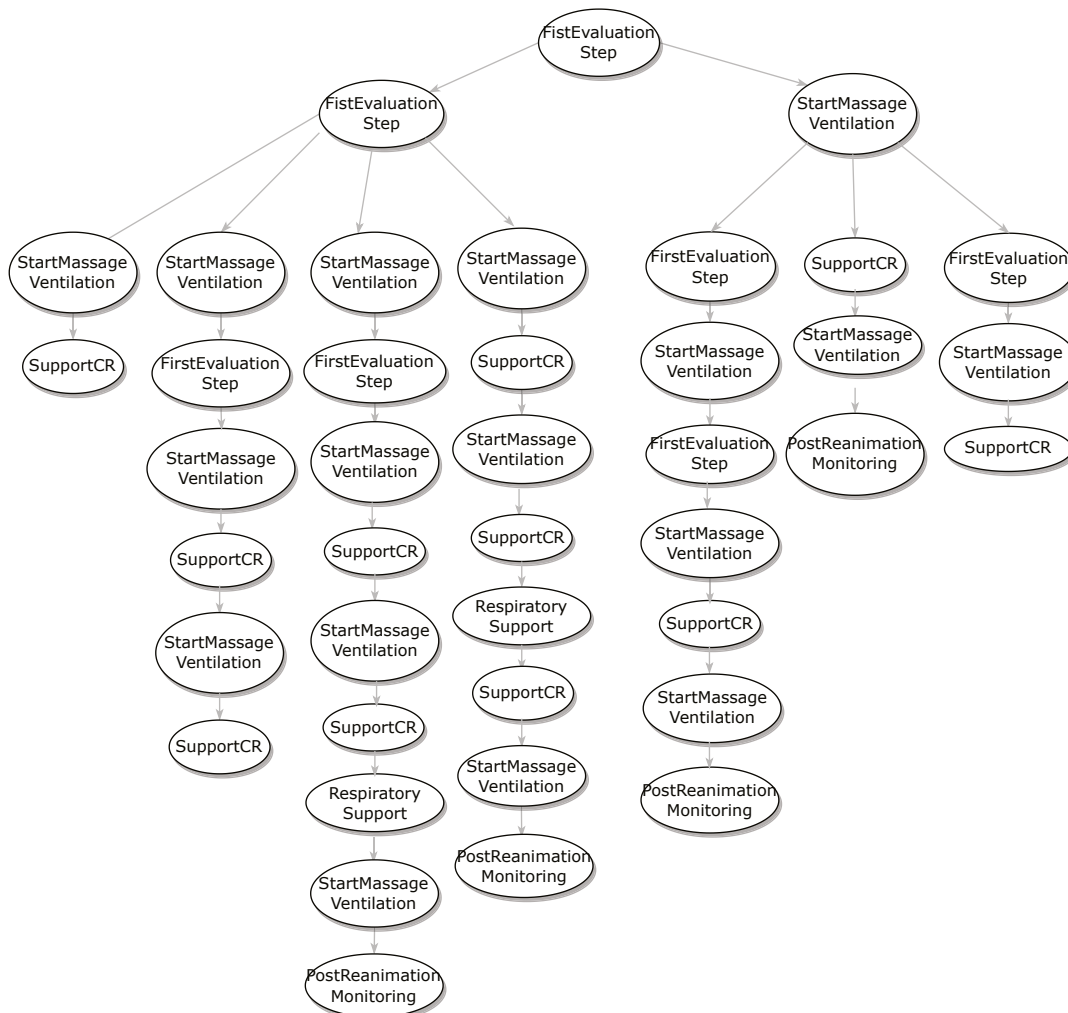 FistEvaluation
Step
FistEvaluation
Step
StartMassage
Ventilation
StartMassage
Ventilation
StartMassage
Ventilation
StartMassage
Ventilation
StartMassage
Ventilation
FirstEvaluation
Step
SupportCR
FirstEvaluation
Step
SupportCR
FirstEvaluation
Step
FirstEvaluation
Step
SupportCR
StartMassage
Ventilation
StartMassage
Ventilation
StartMassage
Ventilation
StartMassage
Ventilation
StartMassage
Ventilation
StartMassage
Ventilation
FirstEvaluation
Step
PostReanimation
Monitoring
SupportCR
SupportCR
SupportCR
SupportCR
StartMassage
Ventilation
StartMassage
Ventilation
StartMassage
Ventilation
Respiratory
Support
SupportCR
SupportCR
SupportCR
SupportCR
StartMassage
Ventilation
Respiratory
Support
StartMassage
Ventilation
PostReanimation
Monitoring
StartMassage
Ventilation
PostReanimation
Monitoring
PostReanimation
Monitoring